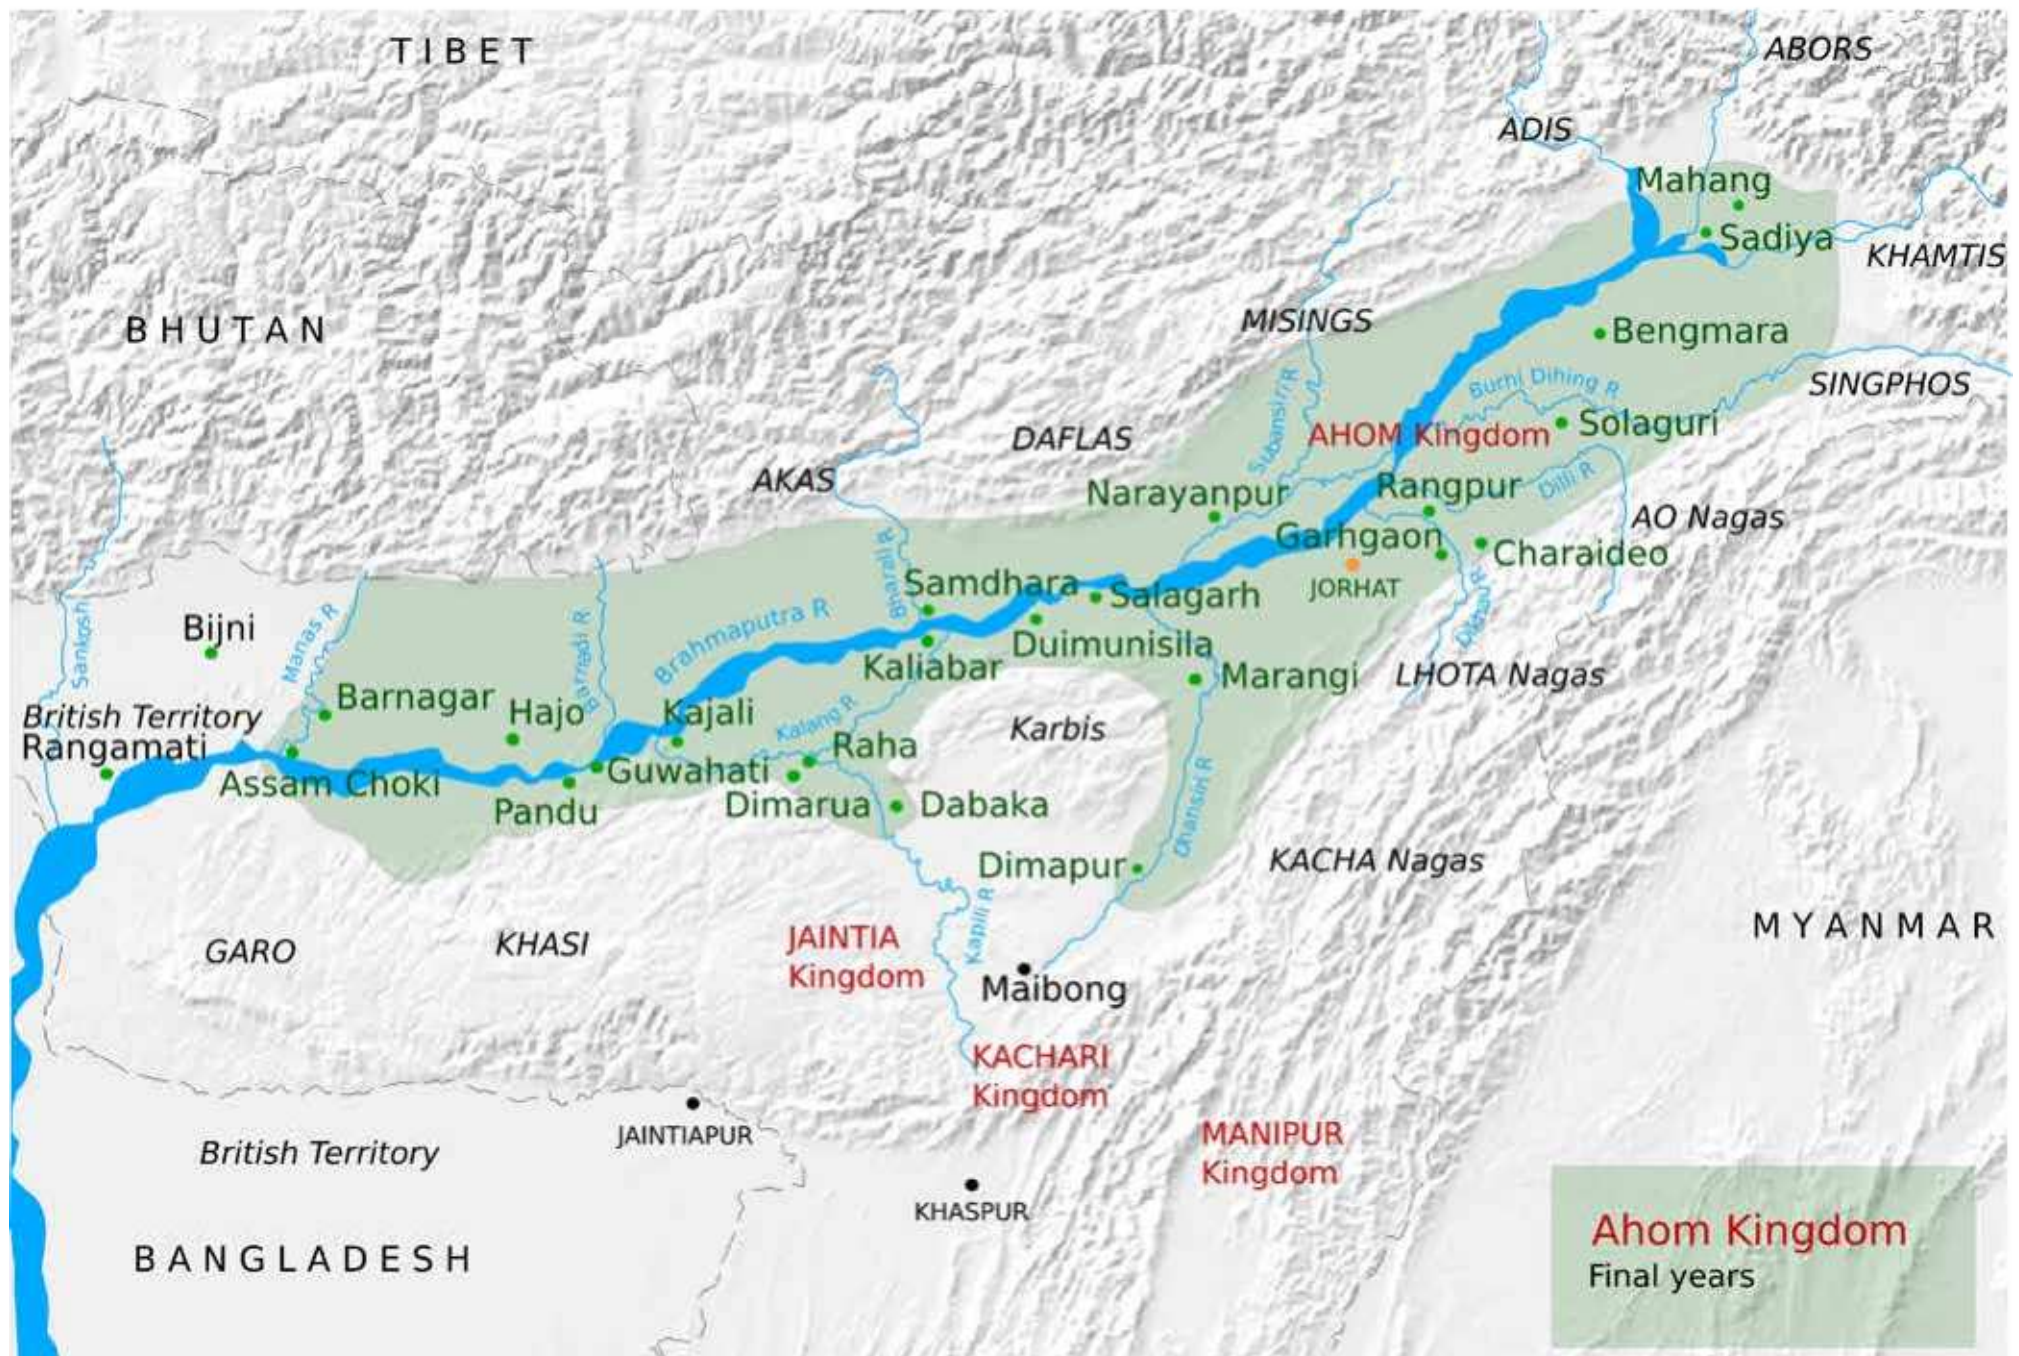 TIBET
ABORS
ADIS
Mahang
Sadiya
KHAMTIS
BHUTAN
MISINGS
Bengmara
Burhi Dihing R
SINGPHOS
Subansiri R
AHOM Kingdom
Solaguri
DAFLAS
AKAS
Narayanpur
Rangpur
Dilli R
AO Nagas
Garhgaon
Charaideo
JORHAT
Bharali R
Samdhara
Salagarh
Dikhau R
Sankosh
Bijni
Manas R
Barnadi R
Brahmaputra R
Duimunisila
Kaliabar
Marangi
LHOTA Nagas
British Territory
Rangamati
Barnagar
Hajo
Kajali
Kalang R
Karbis
Raha
Assam Choki
Guwahati
Pandu
Dimarua
Dabaka
Dhansiri R
Dimapur
KACHA Nagas
GARO
KHASI
JAINTIA
Kingdom
Kapili R
Maibong
MYANMAR
KACHARI
Kingdom
JAINTIAPUR
British Territory
MANIPUR
Kingdom
KHASPUR
BANGLADESH
Ahom Kingdom
Final years